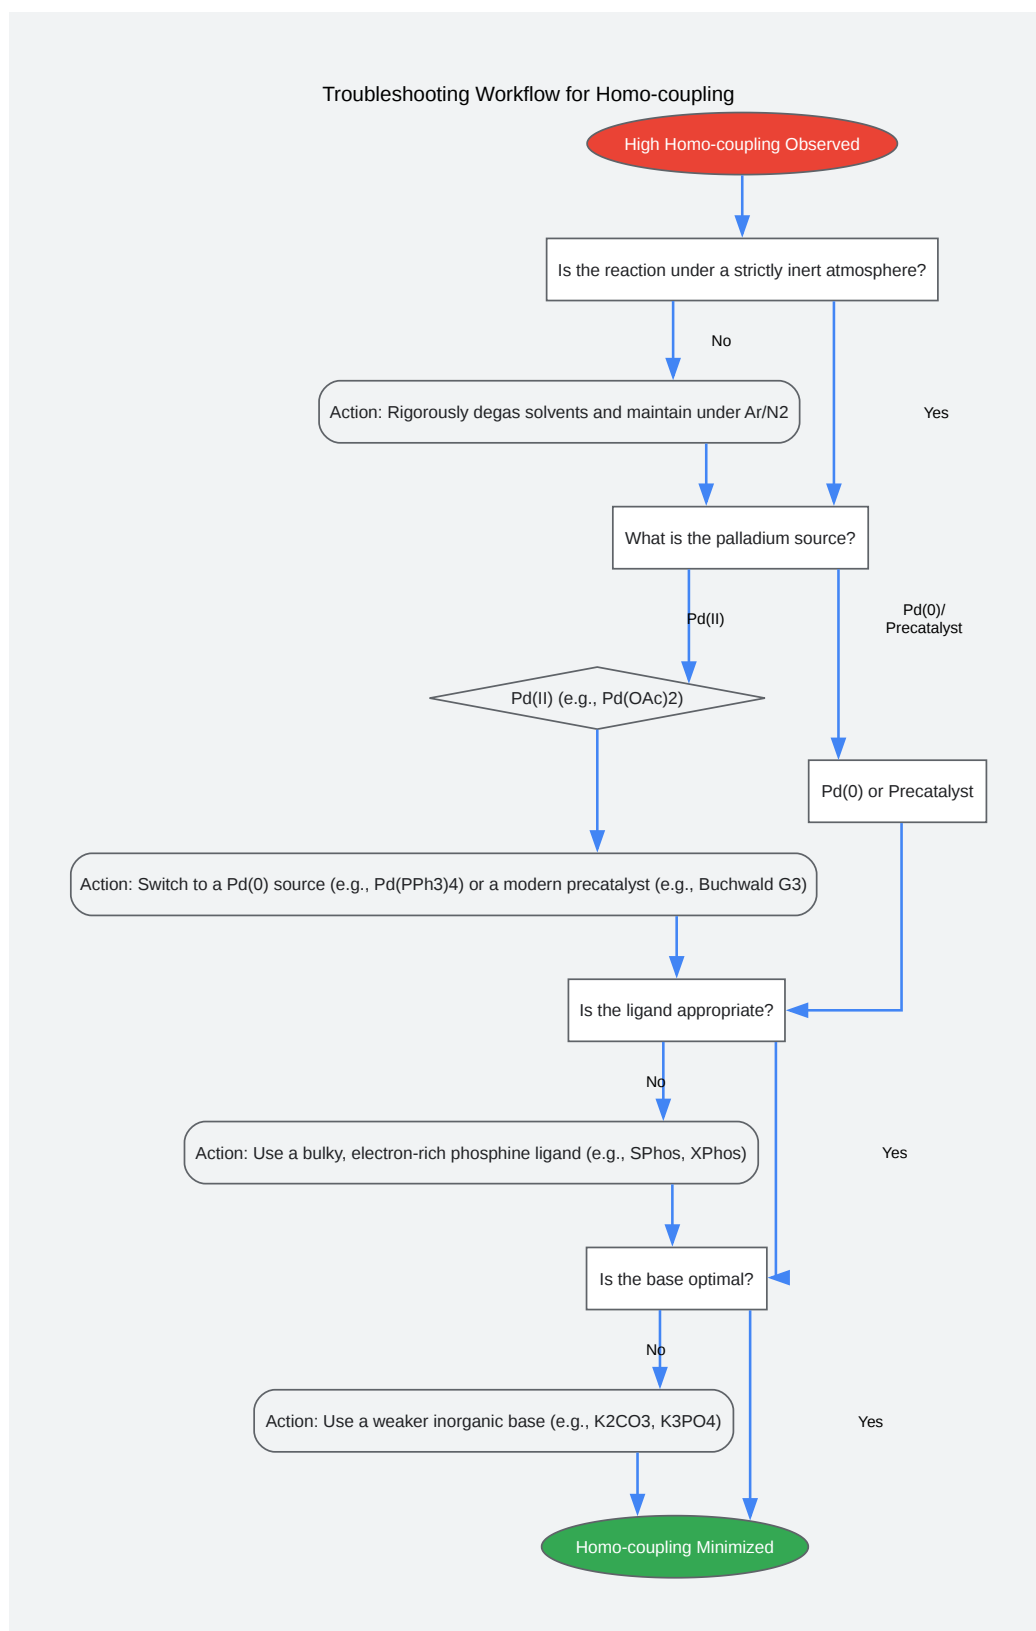 Troubleshooting Workflow for Homo-coupling
High Homo-coupling Observed
Is the reaction under a strictly inert atmosphere?
No
Action: Rigorously degas solvents and maintain under Ar/N2
Yes
What is the palladium source?
Pd(II)
Pd(0)/
Precatalyst
Pd(II) (e.g., Pd(OAc)2)
Pd(0) or Precatalyst
Action: Switch to a Pd(0) source (e.g., Pd(PPh3)4) or a modern precatalyst (e.g., Buchwald G3)
Is the ligand appropriate?
No
Action: Use a bulky, electron-rich phosphine ligand (e.g., SPhos, XPhos)
Yes
Is the base optimal?
No
Action: Use a weaker inorganic base (e.g., K2CO3, K3PO4)
Yes
Homo-coupling Minimized